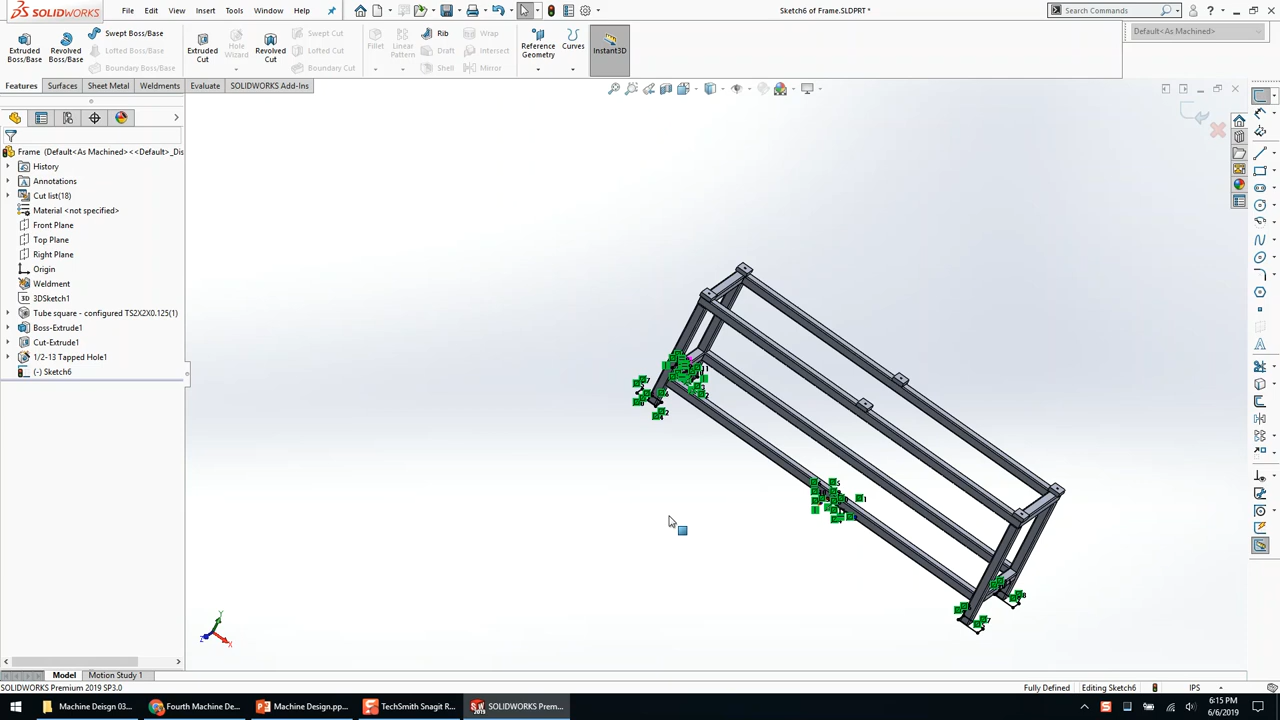 SOLIDWORKS
File
Edit
View
Insert
Tools
Window
Help
Sketch6 of Frame.SLDPRT *
Search Commands
Default<As Machined>
Extruded Boss/Base
Revolved Boss/Base
Swept Boss/Base
Lofted Boss/Base
Boundary Boss/Base
Extruded Cut
Hole Wizard
Revolved Cut
Swept Cut
Lofted Cut
Boundary Cut
Fillet
Linear Pattern
Rib
Draft
Shell
Wrap
Intersect
Mirror
Reference Geometry
Curves
Instant3D
Features
Surfaces
Sheet Metal
Weldments
Evaluate
SOLIDWORKS Add-Ins
Frame (Default<As Machined><<Default>_Dis
History
Annotations
Cut list(18)
Material <not specified>
Front Plane
Top Plane
Right Plane
Origin
Weldment
3DSketch1
Tube square - configured TS2X2X0.125(1)
Boss-Extrude1
Cut-Extrude1
1/2-13 Tapped Hole1
(-) Sketch6
Y
X
Z
Model
Motion Study 1
SOLIDWORKS Premium 2019 SP3.0
Fully Defined
Editing Sketch6
IPS
Machine Deisgn 03...
Fourth Machine De...
Machine Design.pp...
TechSmith Snagit R...
SOLIDWORKS Prem...
6:15 PM
6/6/2019